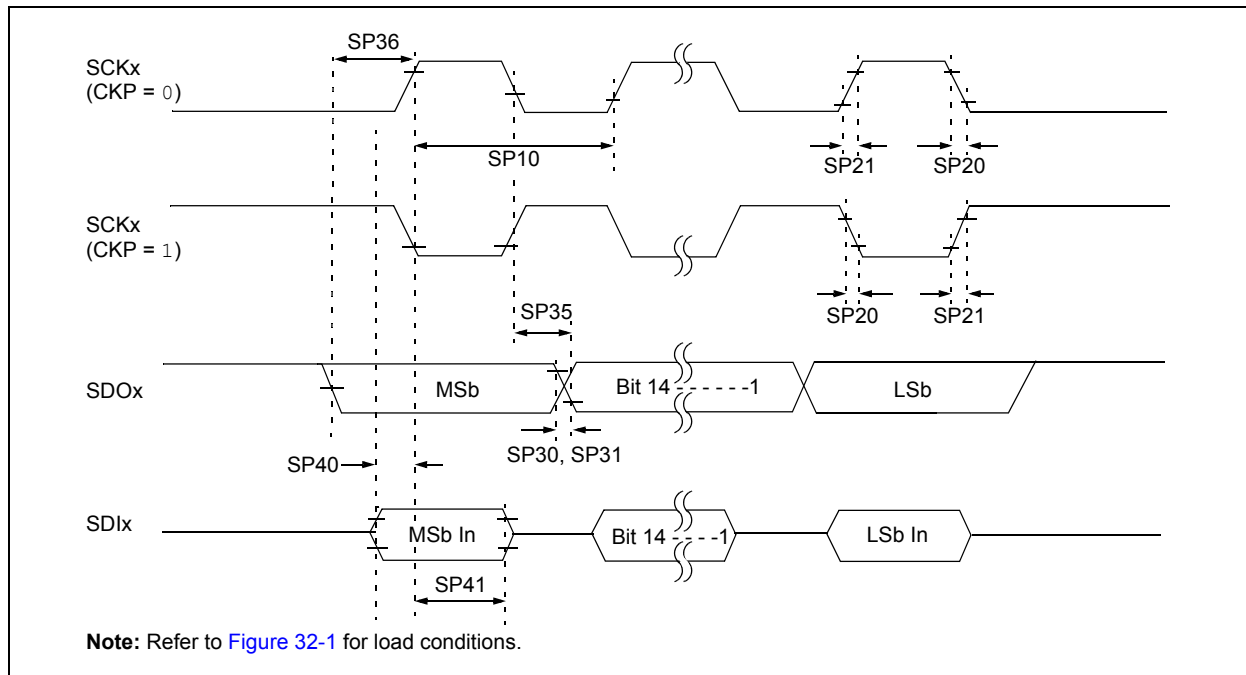 SP36
SCKx
(CKP = 0)
SP10
SP21
SP20
SCKx
(CKP = 1)
SP35
SP20
SP21
SDOx
MSb
Bit 14 - - - - - -1
LSb
SP40
SP30, SP31
SDIx
MSb In
Bit 14 - - - -1
LSb In
SP41
Note: Refer to Figure 32-1 for load conditions.